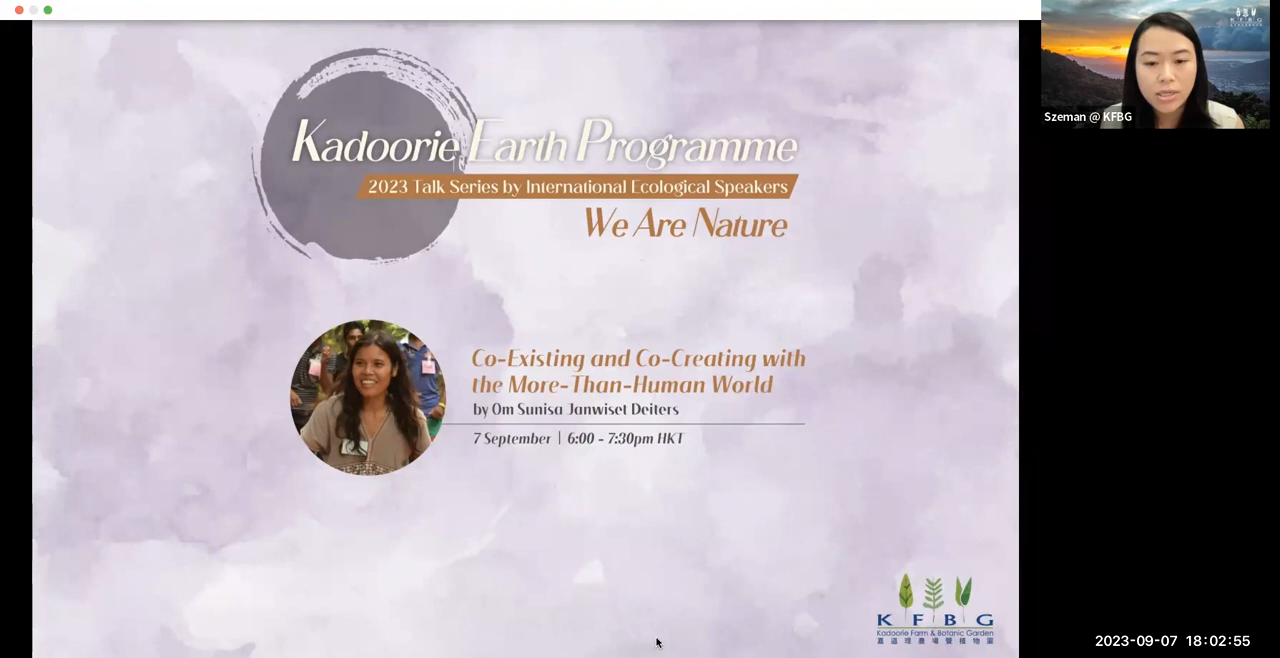 Kadoorie Earth Programme
2023 Talk Series by International Ecological Speakers
We Are Nature
Co-Existing and Co-Creating with
the More-Than-Human World
by Om Sunisa Janwiset Deiters
7 September | 6:00 - 7:30pm HKT
K F B G
Kadoorie Farm & Botanic Garden
嘉道理農場暨植物園
K F B G
Szeman @ KFBG
2023-09-07 18:02:55